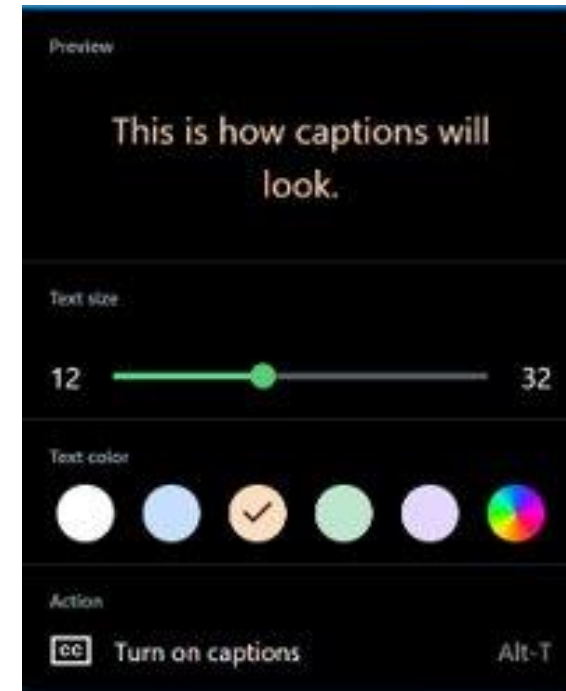 Preview
This is how captions will
look.
Text size
12 32
Text color
Action
CC Turn on captions Alt-T